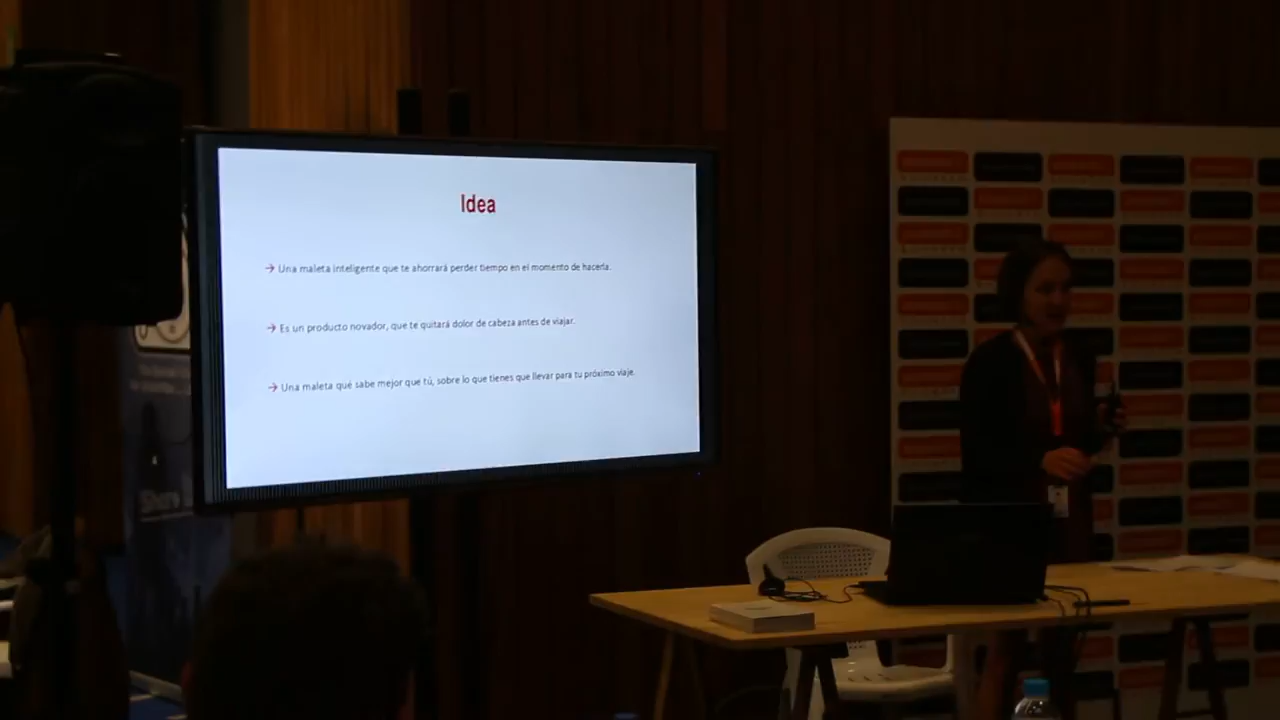 Idea
→ Una maleta inteligente que te ahorrará perder tiempo en el momento de hacerla.
→ Es un producto novador, que te quitará dolor de cabeza antes de viajar.
→ Una maleta que sabe mejor que tú, sobre lo que tienes que llevar para tu próximo viaje.
Share